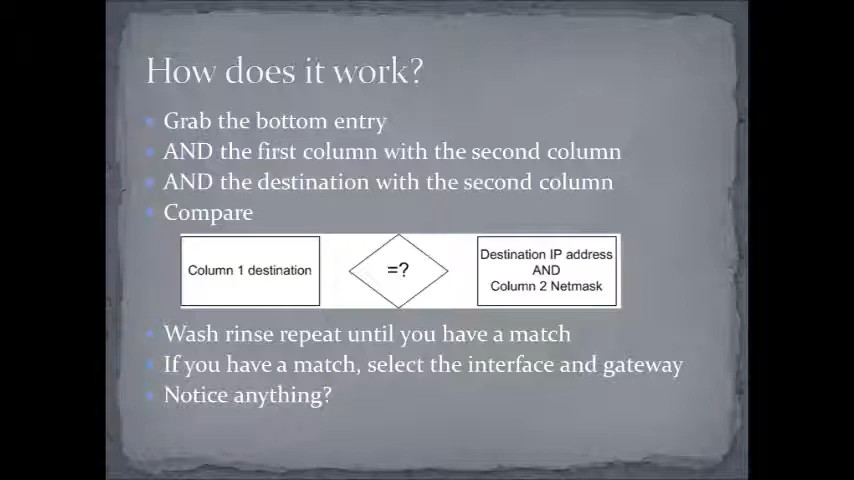 How does it work?
Grab the bottom entry
AND the first column with the second column
AND the destination with the second column
Compare
Column 1 destination
=?
Destination IP address
AND
Column 2 Netmask
Wash rinse repeat until you have a match
If you have a match, select the interface and gateway
Notice anything?